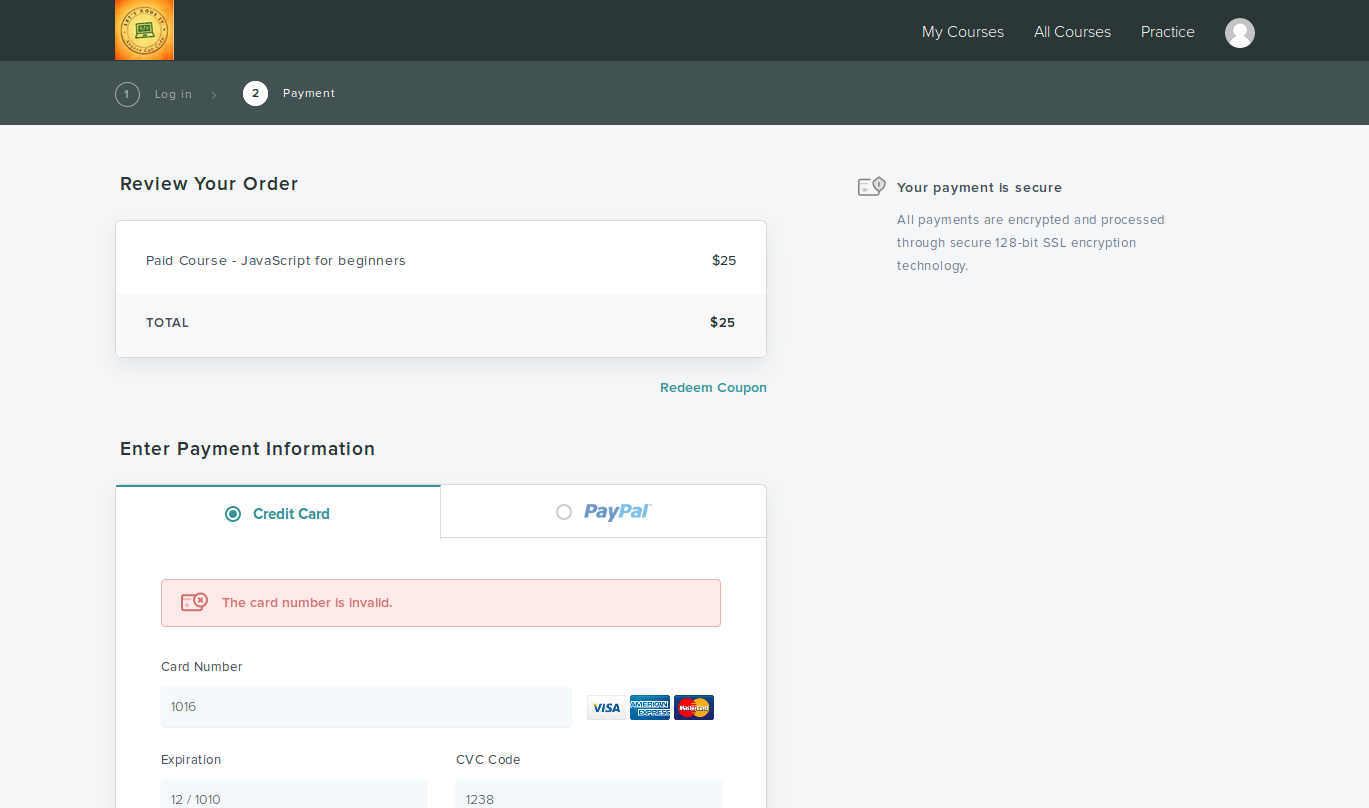 LET'S KODE IT
My Courses
All Courses
Practice
1
Log in
2
Payment
Review Your Order
Your payment is secure
All payments are encrypted and processed
through secure 128-bit SSL encryption
technology.
Paid Course - JavaScript for beginners
$25
TOTAL
$25
Redeem Coupon
Enter Payment Information
Credit Card
PayPal
The card number is invalid.
Card Number
1016
VISA
AMERICAN
EXPRESS
MasterCard
Expiration
CVC Code
12 / 1010
1238